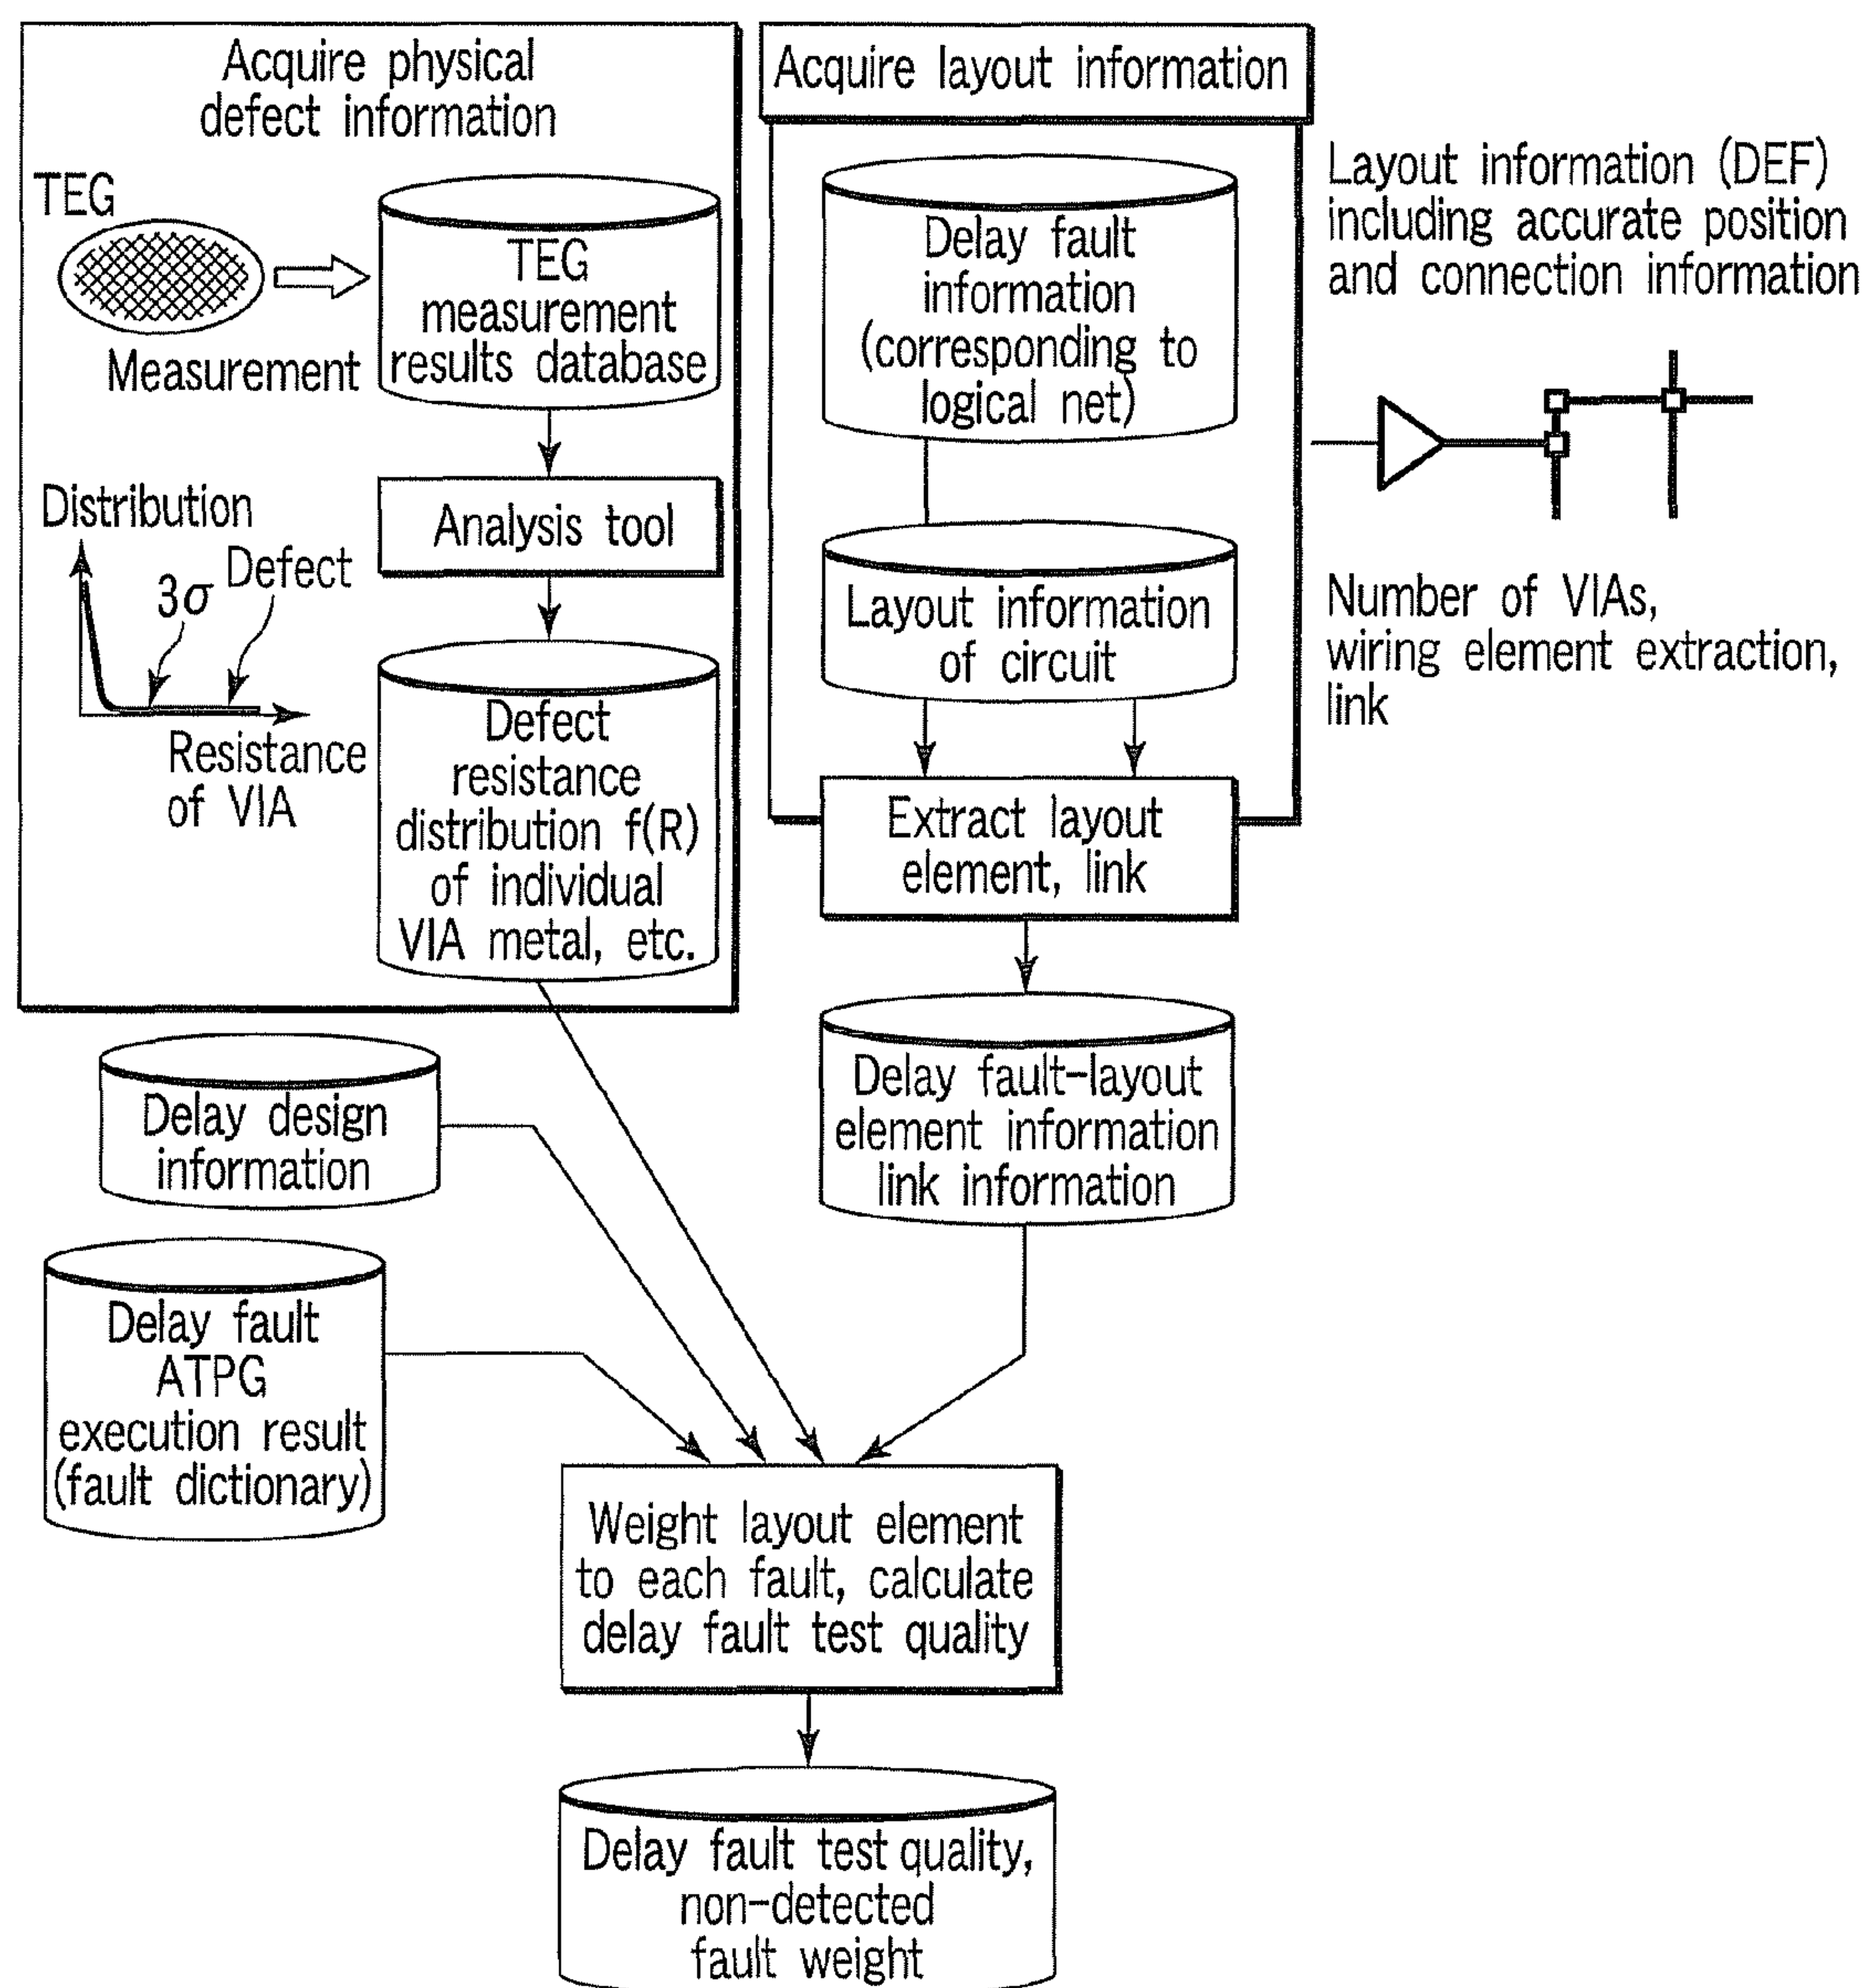 Acquire physical
defect information
TEG
Measurement
TEG
measurement
results database
Analysis tool
Distribution
3σ
Defect
Resistance
of VIA
Defect
resistance
distribution f(R)
of individual
VIA metal, etc.
Acquire layout information
Delay fault
information
(corresponding to
logical net)
Layout information
of circuit
Extract layout
element, link
Layout information (DEF)
including accurate position
and connection information
Number of VIAs,
wiring element extraction,
link
Delay fault-layout
element information
link information
Delay design
information
Delay fault
ATPG
execution result
(fault dictionary)
Weight layout element
to each fault, calculate
delay fault test quality
Delay fault test quality,
non-detected
fault weight